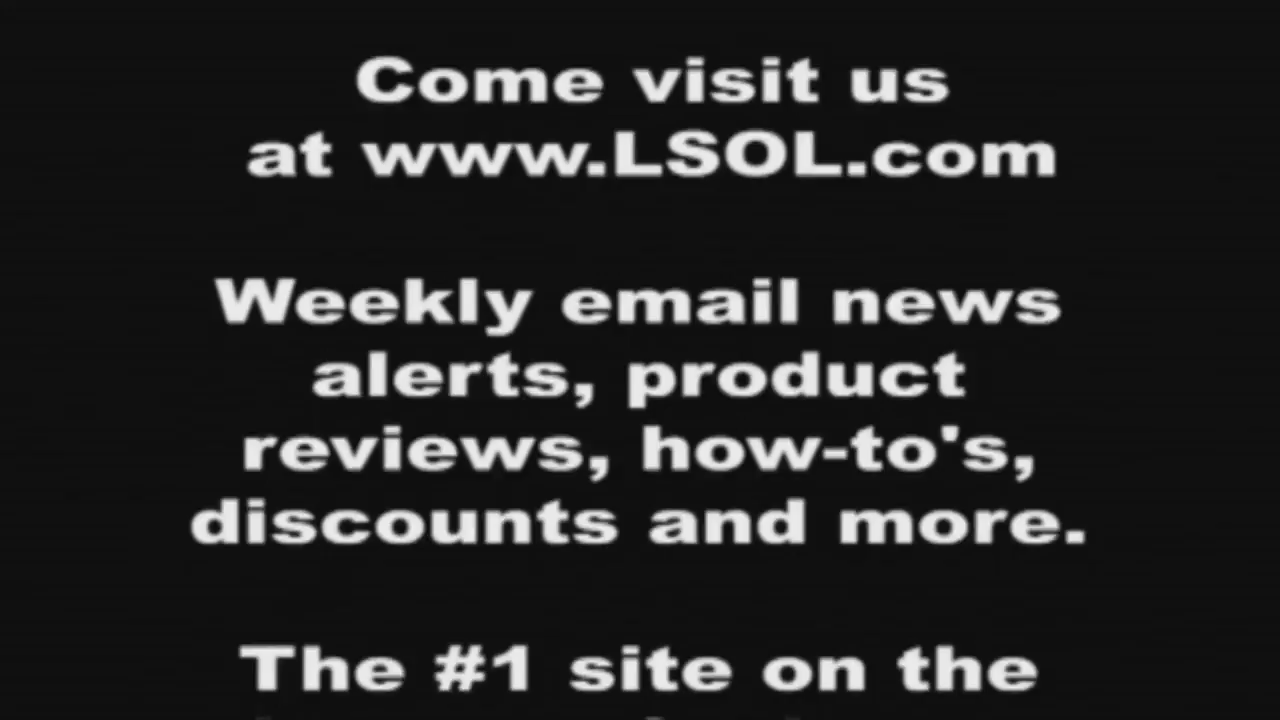 Come visit us
at www.LSOL.com
Weekly email news
alerts, product
reviews, how-to's,
discounts and more.
The #1 site on the